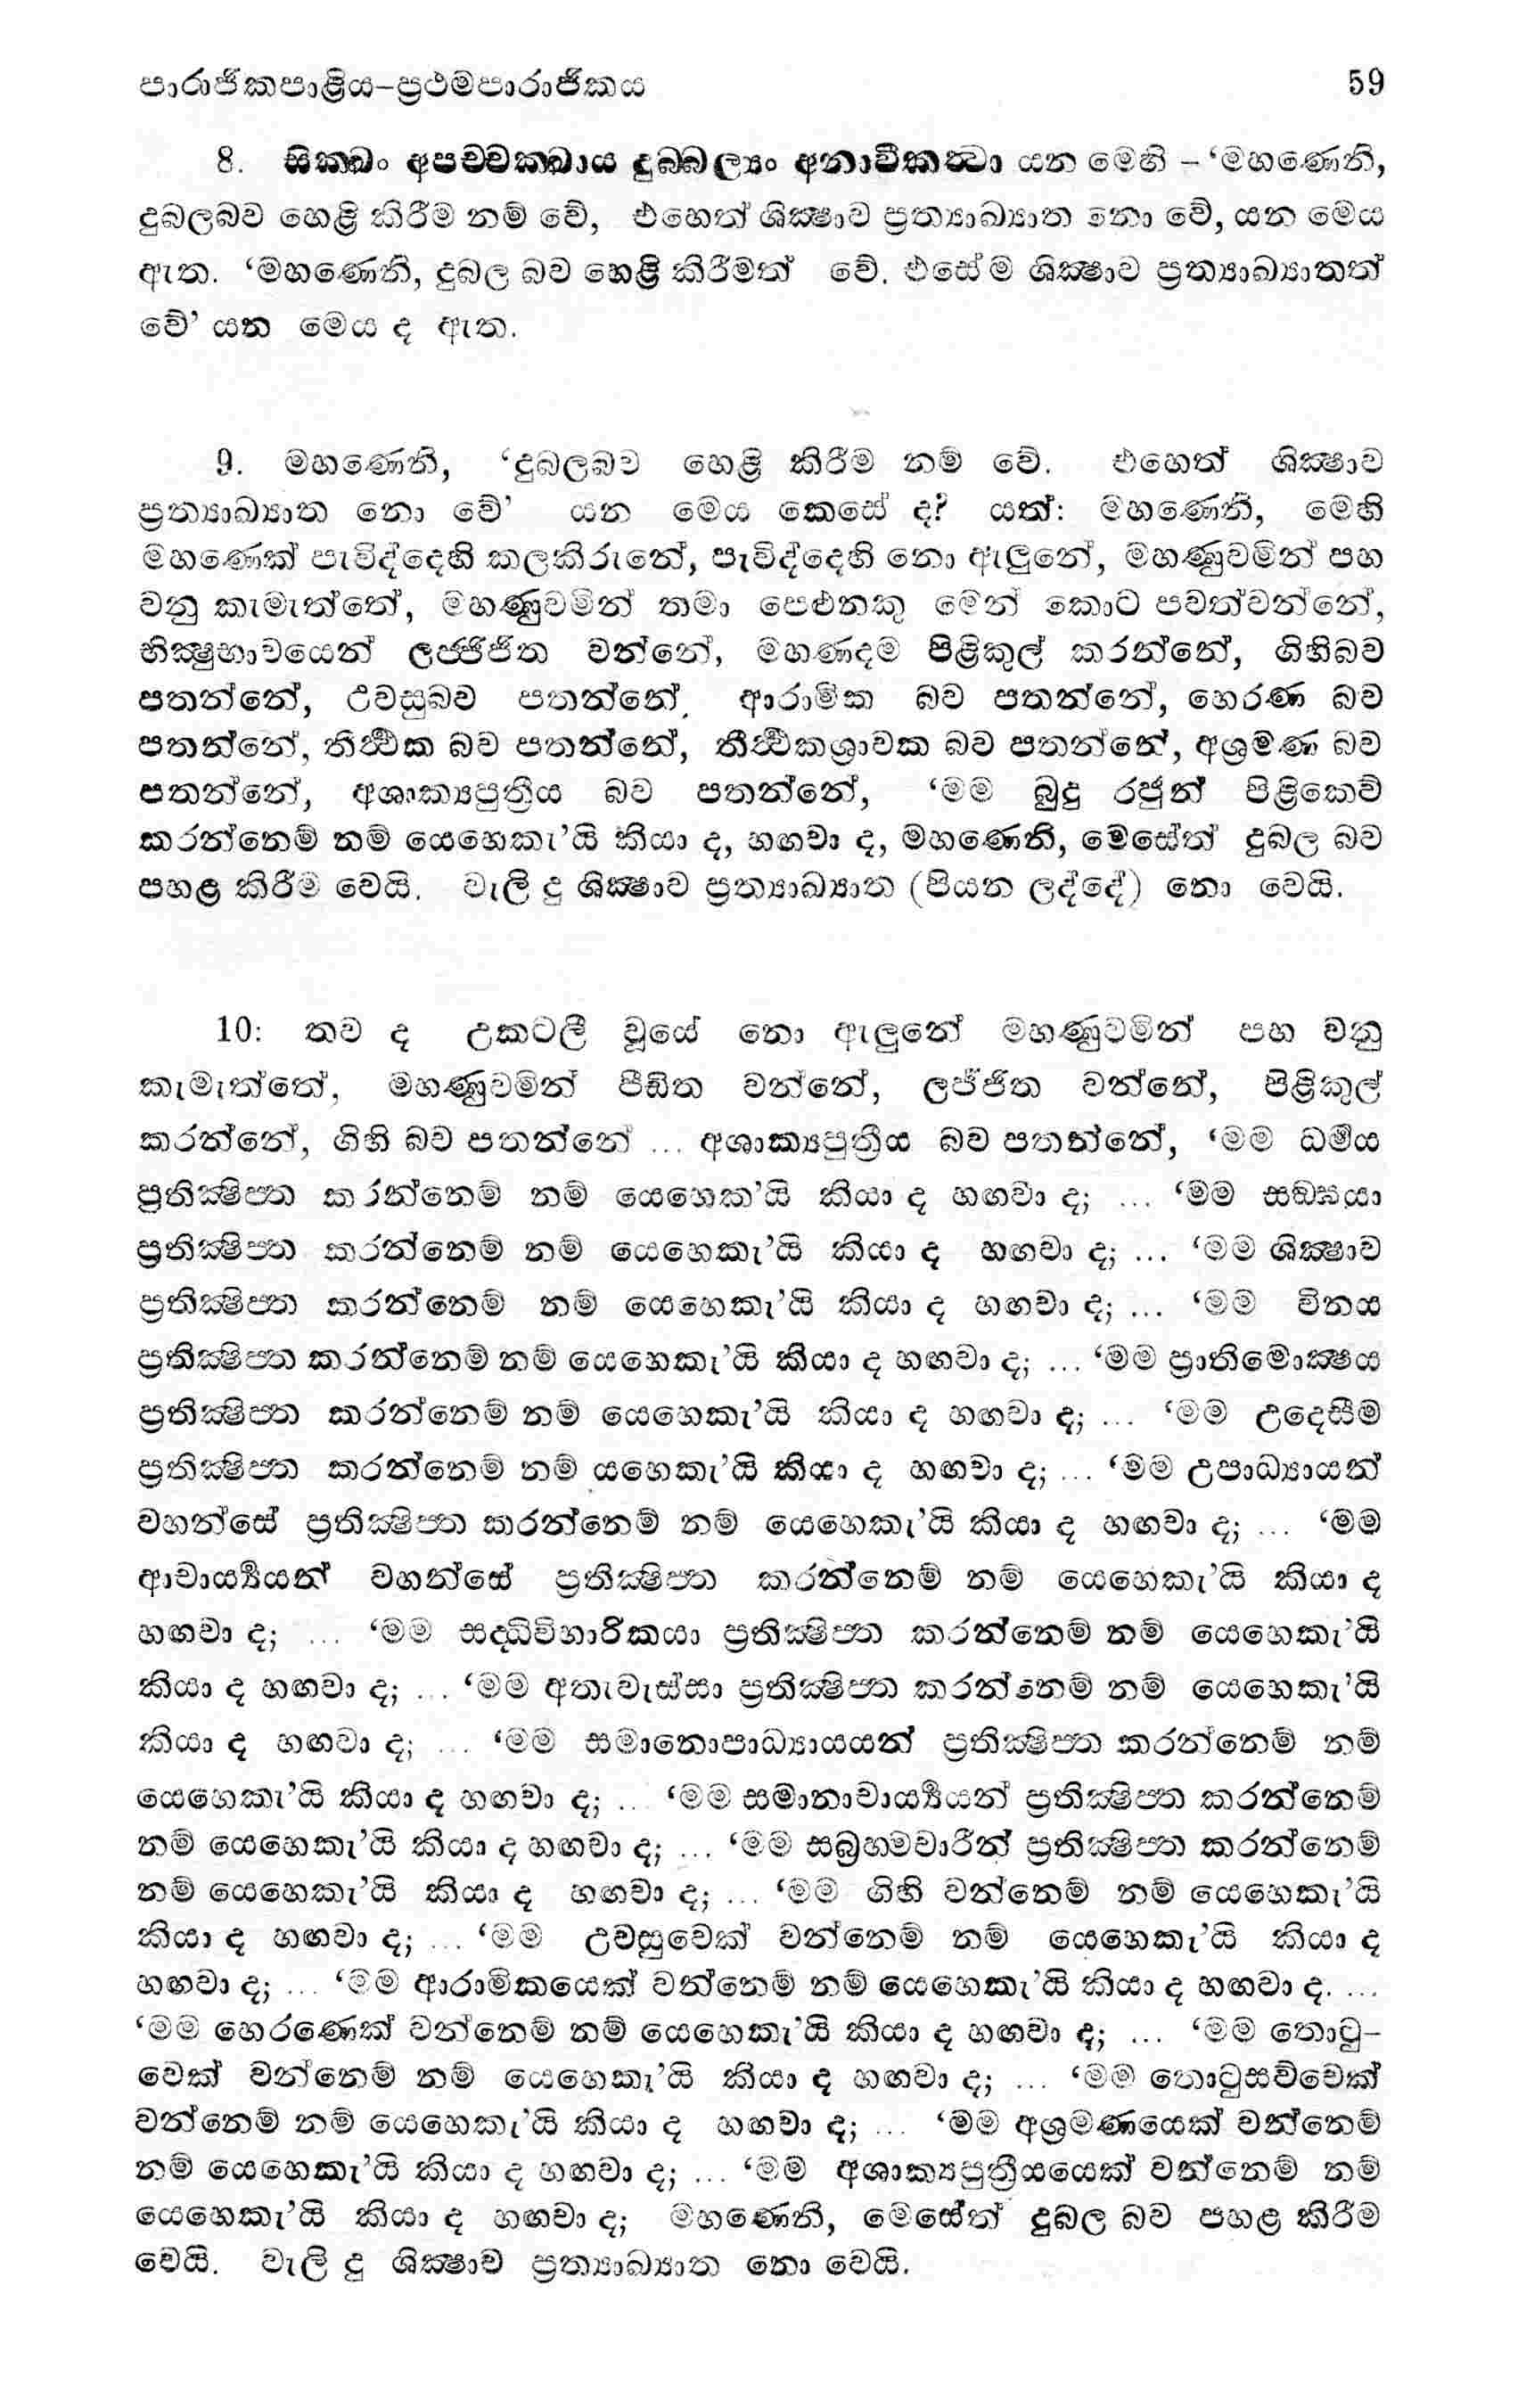 පාරාජිකපාළිය-ප්‍රථමපාරාජිකය 59
8. සික්ඛං අපච්චක්ඛාය දුබ්බල්‍යං අනාවිකත්‍වා යන මෙහි – ‘මහණෙනි,
දුබලබව හෙළි කිරීම නම් වේ, එහෙත් ශික්‍ෂාව ප්‍රත්‍යාඛ්‍යාත නො වේ, යන මෙය
ඇත. ‘මහණෙනි, දුබල බව හෙළි කිරීමත් වේ. එසේම ශික්‍ෂාව ප්‍රත්‍යාඛ්‍යාතත්
වේ’ යන මෙය ද ඇත.
9. මහණෙනි, ‘දුබලබව හෙළි කිරීම නම් වේ. එහෙත් ශික්‍ෂාව
ප්‍රත්‍යාඛ්‍යාත නො වේ’ යන මෙය කෙසේ ද? යත්: මහණෙනි, මෙහි
මහණෙක් පැවිද්දෙහි කලකිරුනේ, පැවිද්දෙහි නො ඇලුනේ, මහණුවමින් පහ
වනු කැමැත්තේ, මහණුවමින් තමා පෙළුනකු මෙන් කොට පවත්වන්නේ,
භික්‍ෂුභාවයෙන් ලජ්ජිජිත වන්නේ, මහණදම පිළිකුල් කරන්නේ, ගිහිබව
පතන්නේ, උවසුබව පතන්නේ, ආරාමික බව පතන්නේ, හෙරණ බව
පතන්නේ, තීර්‍ත්‍ථක බව පතන්නේ, තීර්‍ත්‍ථකශ්‍රාවක බව පතන්නේ, අශ්‍රමණ බව
පතන්නේ, අශාක්‍යපුත්‍රීය බව පතන්නේ, ‘මම බුදු රජුන් පිළිකෙව්
කරන්නෙම් නම් යෙහෙකැ’යි කියා ද, හඟවා ද, මහණෙනි, මෙසේත් දුබල බව
පහළ කිරීම වෙයි. වැලි දු ශික්‍ෂාව ප්‍රත්‍යාඛ්‍යාත (පියන ලද්දේ) නො වෙයි.
10: තව ද උකටලී වූයේ නො ඇලුනේ මහණුවමින් පහ වනු
කැමැත්තේ, මහණුවමින් පීඩිත වන්නේ, ලජ්ජිත වන්නේ, පිළිකුල්
කරන්නේ, ගිහි බව පතන්නේ ... අශාක්‍යපුත්‍රීය බව පතන්නේ, ‘මම ධර්‍මය
ප්‍රතික්‍ෂිප්ත කරන්නෙම් නම් යෙහෙක’යි කියා ද හඟවා ද; ... ‘මම සඞ්ඝයා
ප්‍රතික්‍ෂිප්ත කරන්නෙම් නම් යෙහෙකැ’යි කියා ද හඟවා ද; ... ‘මම ශික්‍ෂාව
ප්‍රතික්‍ෂිප්ත කරන්නෙම් නම් යෙහෙකැ’යි කියා ද හඟවා ද; ... ‘මම විනය
ප්‍රතික්‍ෂිප්ත කරන්නෙම් නම් යෙහෙකැ’යි කියා ද හඟවා ද; ... ‘මම ප්‍රාතිමොක්‍ෂය
ප්‍රතික්‍ෂිප්ත කරන්නෙම් නම් යෙහෙකැ’යි කියා ද හඟවා ද; ... ‘මම උදෙසීම
ප්‍රතික්‍ෂිප්ත කරන්නෙම් නම් යහෙකැ’යි කියා ද හඟවා ද; ... ‘මම උපාධ්‍යායන්
වහන්සේ ප්‍රතික්‍ෂිප්ත කරන්නෙම් නම් යෙහෙකැ’යි කියා ද හඟවා ද; ... ‘මම
ආචාර්‍ය්‍යයන් වහන්සේ ප්‍රතික්‍ෂිප්ත කරන්නෙම් නම් යෙහෙකැ’යි කියා ද
හඟවා ද; ... ‘මම සද්ධිවිහාරිකයා ප්‍රතික්‍ෂිප්ත කරන්නෙම් නම් යෙහෙකැ’යි
කියා ද හඟවා ද; ... ‘මම අතැවැස්සා ප්‍රතික්‍ෂිප්ත කරන්නෙම් නම් යෙහෙකැ’යි
කියා ද හඟවා ද; ... ‘මම සමානොපාධ්‍යායයන් ප්‍රතික්‍ෂිප්ත කරන්නෙම් නම්
යෙහෙකැ’යි කියා ද හඟවා ද; ... ‘මම සමානාචාර්‍ය්‍යයන් ප්‍රතික්‍ෂිප්ත කරන්නෙම්
නම් යෙහෙකැ’යි කියා ද හඟවා ද; ... ‘මම සබ්‍රහ්මචාරීන් ප්‍රතික්‍ෂිප්ත කරන්නෙම්
නම් යෙහෙකැ’යි කියා ද හඟවා ද; ... ‘මම ගිහි වන්නෙම් නම් යෙහෙකැ’යි
කියා ද හඟවා ද; ... ‘මම උවසුවෙක් වන්නෙම් නම් යෙහෙකැ’යි කියා ද
හඟවා ද; ... ‘මම ආරාමිකයෙක් වන්නෙම් නම් යෙහෙකැ’යි කියා ද හඟවා ද. ...
‘මම හෙරණෙක් වන්නෙම් නම් යෙහෙකැ’යි කියා ද හඟවා ද; ... ‘මම තොටු-
වෙක් වන්නෙම් නම් යෙහෙකැ’යි කියා ද හඟවා ද; ... ‘මම තොටුසව්වෙක්
වන්නෙම් නම් යෙහෙකැ’යි කියා ද හඟවා ද; ... ‘මම අශ්‍රමණයෙක් වන්නෙම්
නම් යෙහෙකැ’යි කියා ද හඟවා ද; ... ‘මම අශාක්‍යපුත්‍රීයයෙක් වන්නෙම් නම්
යෙහෙකැ’යි කියා ද හඟවා ද; මහණෙනි, මෙසේත් දුබල බව පහළ කිරීම
වෙයි. වැලි දු ශික්‍ෂාව ප්‍රත්‍යාඛ්‍යාත නො වෙයි.